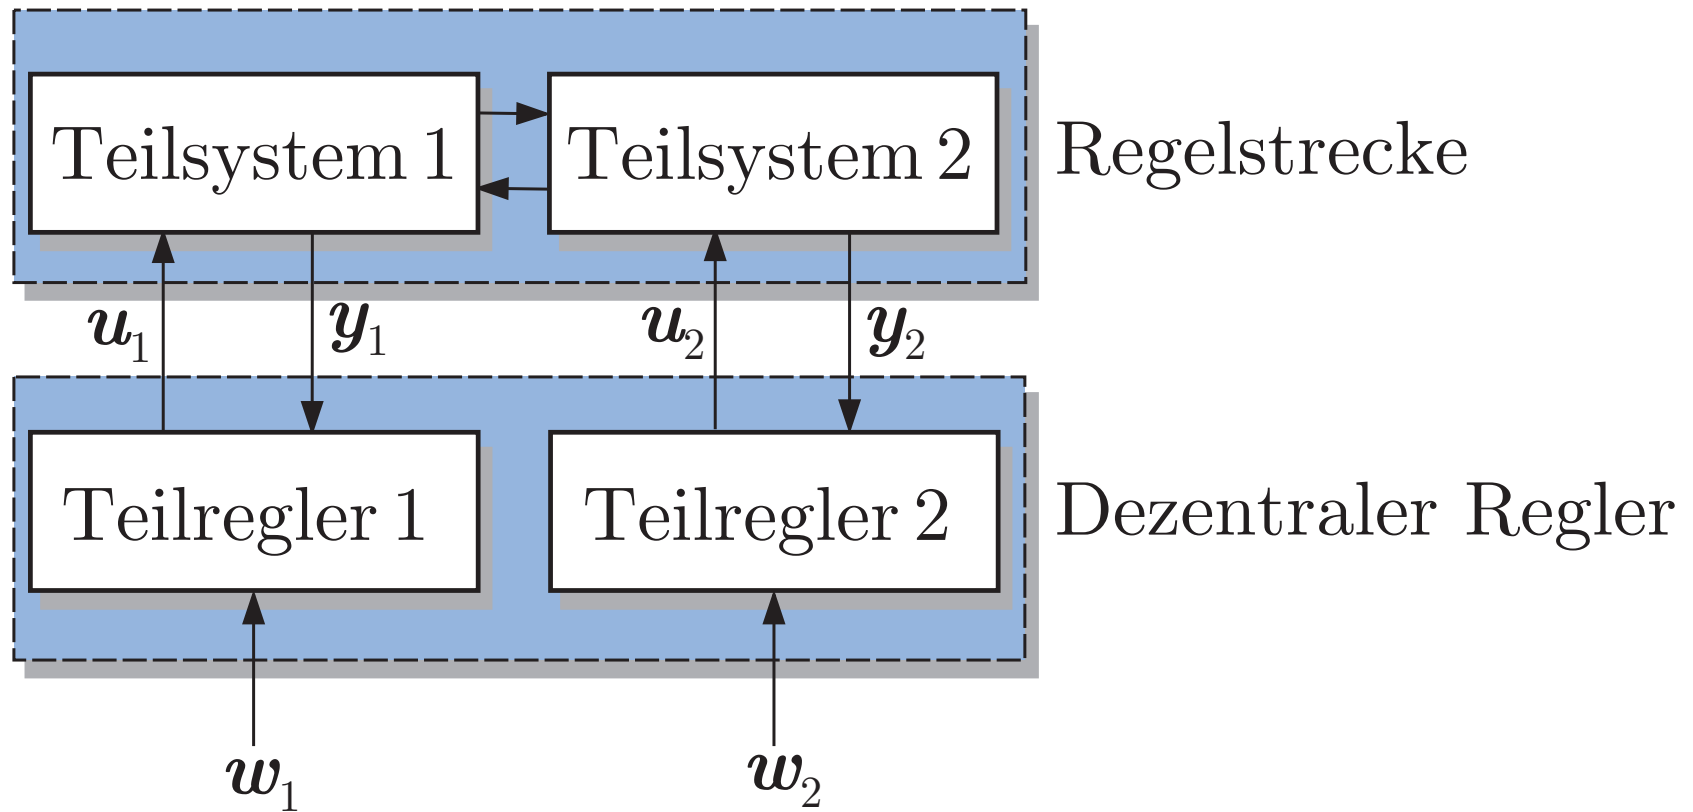 Teilsystem 1
Teilsystem 2
Regelstrecke
u1
y1
u2
y2
Teilregler 1
Teilregler 2
Dezentraler Regler
w1
w2